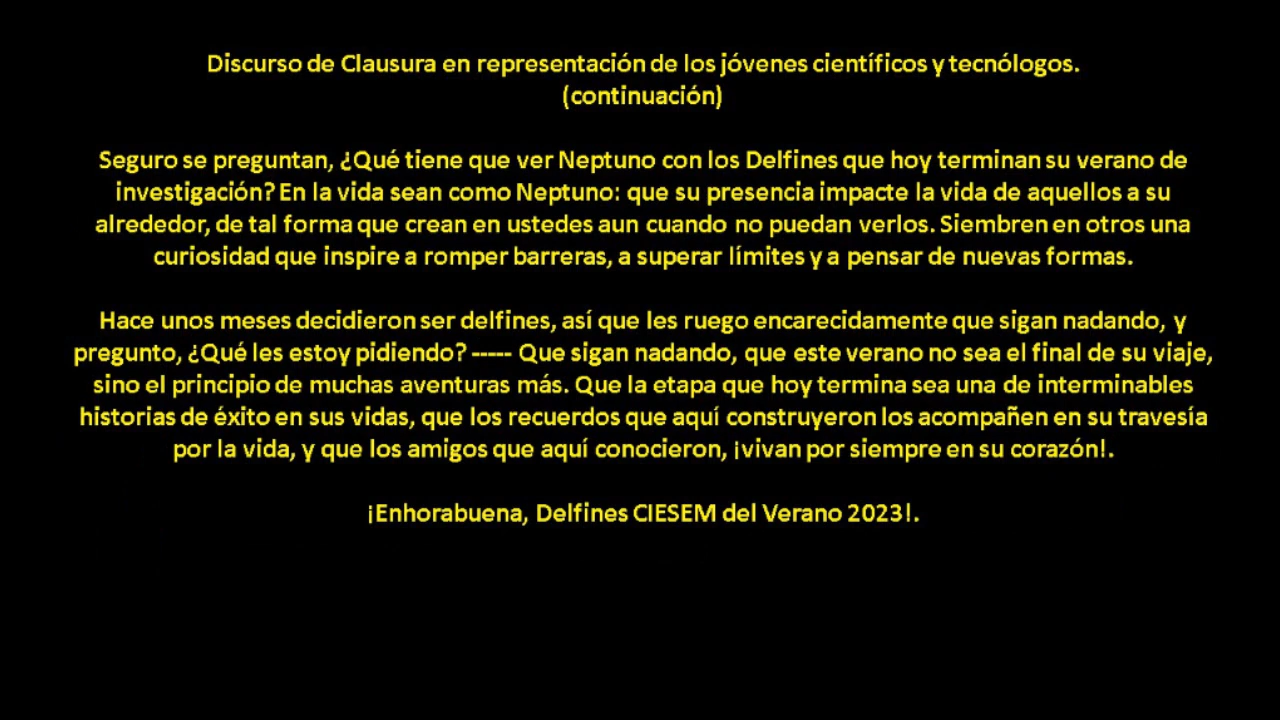 Discurso de Clausura en representación de los jóvenes científicos y tecnólogos.
(continuación)
Seguro se preguntan, ¿Qué tiene que ver Neptuno con los Delfines que hoy terminan su verano de
investigación? En la vida sean como Neptuno: que su presencia impacte la vida de aquellos a su
alrededor, de tal forma que crean en ustedes aun cuando no puedan verlos. Siembren en otros una
curiosidad que inspire a romper barreras, a superar límites y a pensar de nuevas formas.
Hace unos meses decidieron ser delfines, así que les ruego encarecidamente que sigan nadando, y
pregunto, ¿Qué les estoy pidiendo? ----- Que sigan nadando, que este verano no sea el final de su viaje,
sino el principio de muchas aventuras más. Que la etapa que hoy termina sea una de interminables
historias de éxito en sus vidas, que los recuerdos que aquí construyeron los acompañen en su travesía
por la vida, y que los amigos que aquí conocieron, ¡vivan por siempre en su corazón!.
¡Enhorabuena, Delfines CIESEM del Verano 2023!.